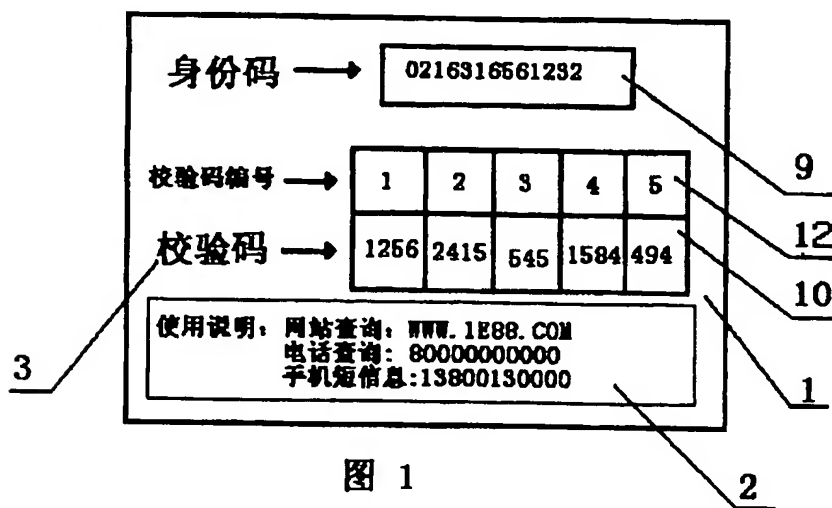 身份码 → 0216316561232
9
校验码编号 → 1 2 3 4 5
12
校验码 → 1256 2415 545 1584 494
10
使用说明: 网站查询: WWW.1E88.COM
电话查询: 80000000000
手机短信息:13800130000
3
1
2
图 1